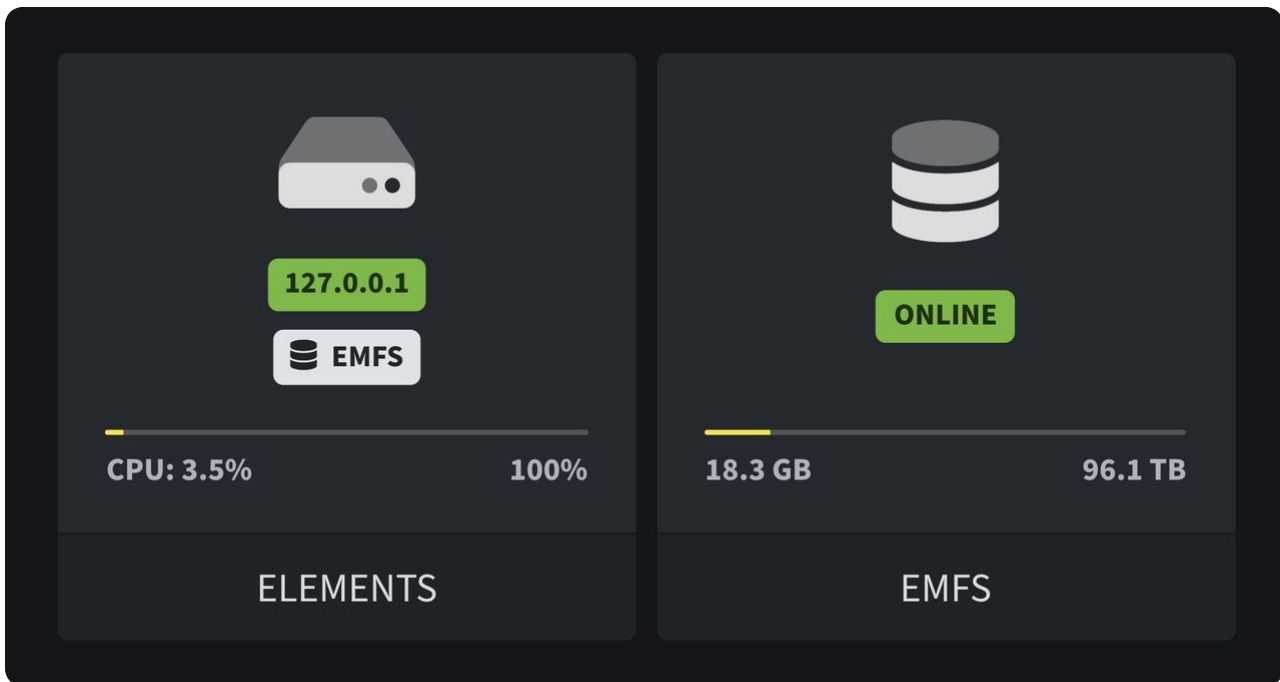 127.0.0.1
EMFS
CPU: 3.5% 100%
ELEMENTS
ONLINE
18.3 GB 96.1 TB
EMFS